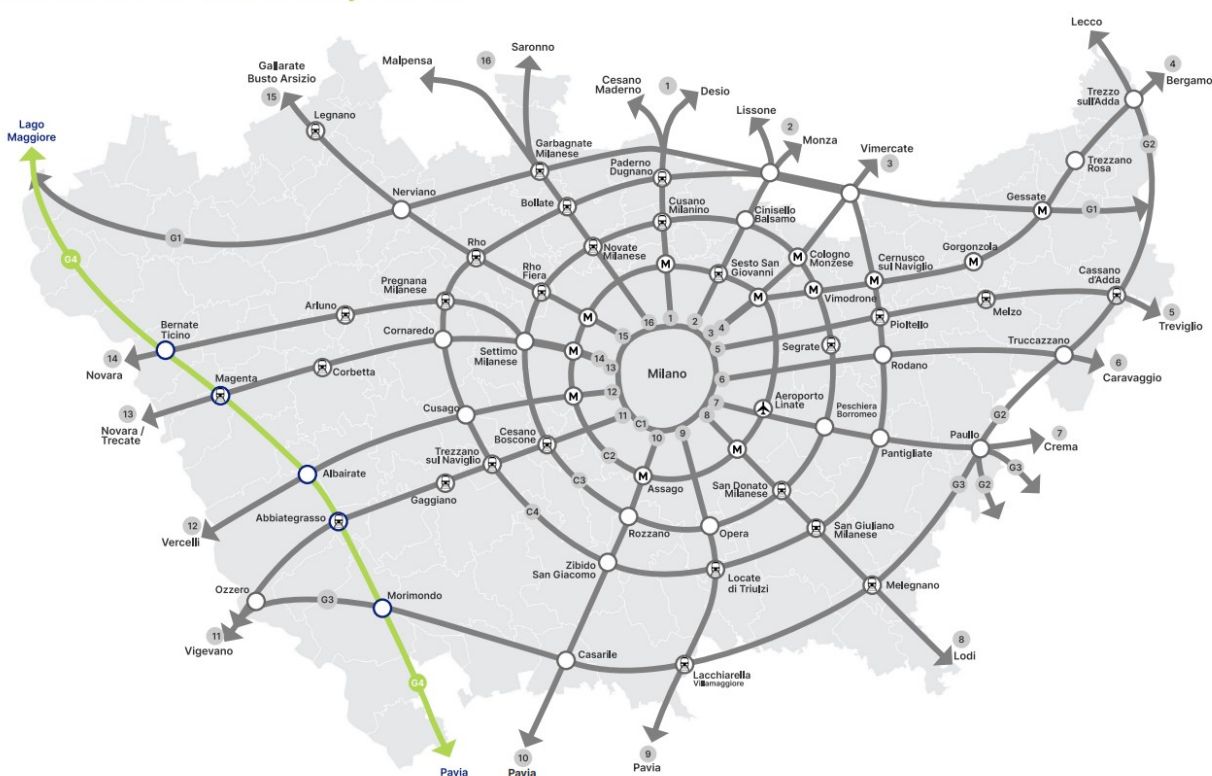 Lecco
Saronno
16
Malpensa
Gallarate
Busto Arsizio
15
Cesano
Maderno
1
Desio
4
Bergamo
Trezzo
sull'Adda
Lissone
2
Monza
Legnano
Lago
Maggiore
Garbagnate
Milanese
Vimercate
3
G2
Paderno
Dugnano
Trezzano
Rosa
Nerviano
Bollate
Cusano
Milanino
Cinisello
Balsamo
Gessate
G1
G1
G4
Rho
Novate
Milanese
Sesto San
Giovanni
Cologno
Monzese
Cernusco
sul Naviglio
Gorgonzola
Rho
Fiera
Pregnana
Milanese
Vimodrone
Cassano
d'Adda
Arluno
Melzo
5
Treviglio
Bernate
Ticino
Cornaredo
16
1
2
3
4
15
Pioltello
Settimo
Milanese
14
13
5
Segrate
Truccazzano
14
Novara
Magenta
Corbetta
Milano
6
Rodano
6
Caravaggio
13
Novara /
Trecate
Cusago
12
11
C1
10
9
8
7
Aeroporto
Linate
Peschiera
Borromeo
G2
Cesano
Boscone
Trezzano
sul Naviglio
C2
Paullo
7
Crema
Pantigliate
G3
G2
G3
Albairate
Gaggiano
C3
Assago
San Donato
Milanese
12
Vercelli
Abbiategrasso
C4
Rozzano
Opera
San Giuliano
Milanese
Zibido
San Giacomo
Locate
di Triulzi
Melegnano
Ozzero
G3
Morimondo
11
Vigevano
8
Lodi
Casarile
Lacchiarella
Villamaggiore
G4
10
Pavia
9
Pavia
Pavia
M
M
M
M
M
M
M
M
M
M
M